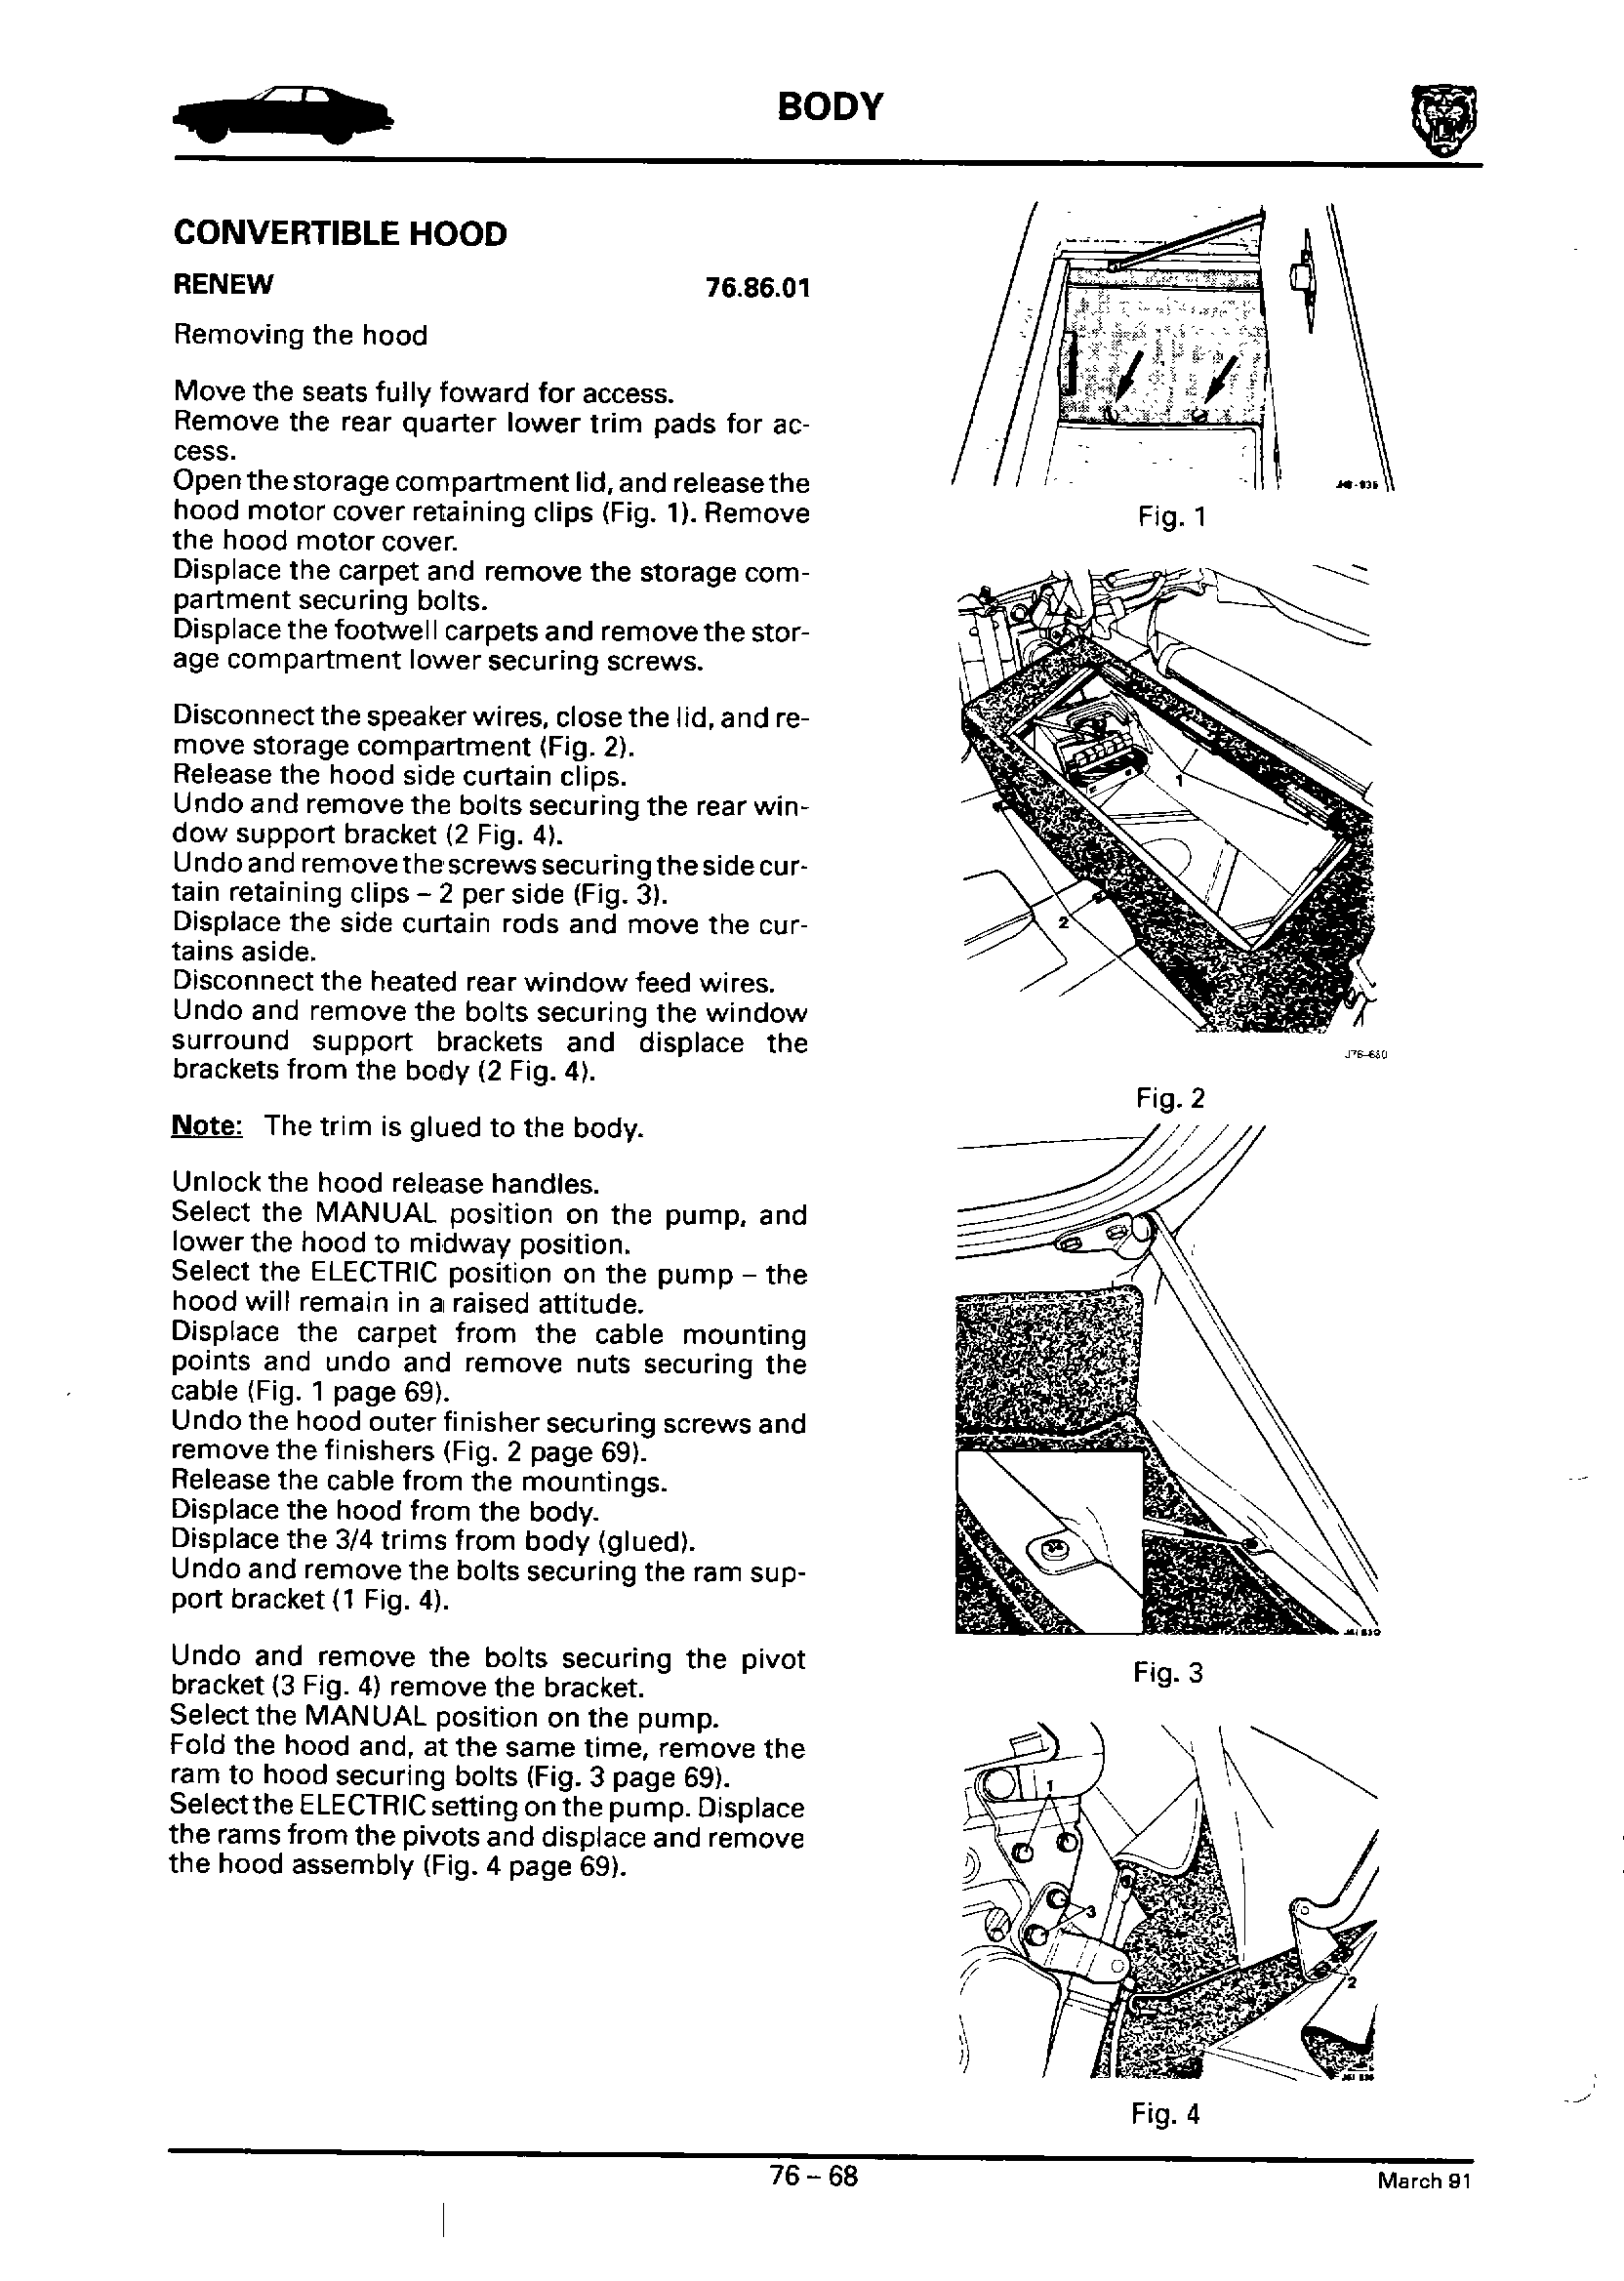 BODY
CONVERTIBLE HOOD
RENEW 76.86.01
Removing the hood
Move the seats fully foward for access.
Remove the rear quarter lower trim pads for ac-
cess.
Open the storage compartment lid, and release the
hood motor cover retaining clips (Fig. 1). Remove
the hood motor cover.
Displace the carpet and remove the storage com-
partment securing bolts.
Displace the footwell carpets and remove the stor-
age compartment lower securing screws.
Disconnect the speaker wires, close the lid, and re-
move storage compartment (Fig. 2).
Release the hood side curtain clips.
Undo and remove the bolts securing the rear win-
dow support bracket (2 Fig. 4).
Undo and remove the screws securing the side cur-
tain retaining clips – 2 per side (Fig. 3).
Displace the side curtain rods and move the cur-
tains aside.
Disconnect the heated rear window feed wires.
Undo and remove the bolts securing the window
surround support brackets and displace the
brackets from the body (2 Fig. 4).
Note: The trim is glued to the body.
Unlock the hood release handles.
Select the MANUAL position on the pump, and
lower the hood to midway position.
Select the ELECTRIC position on the pump – the
hood will remain in a raised attitude.
Displace the carpet from the cable mounting
points and undo and remove nuts securing the
cable (Fig. 1 page 69).
Undo the hood outer finisher securing screws and
remove the finishers (Fig. 2 page 69).
Release the cable from the mountings.
Displace the hood from the body.
Displace the 3/4 trims from body (glued).
Undo and remove the bolts securing the ram sup-
port bracket (1 Fig. 4).
Undo and remove the bolts securing the pivot
bracket (3 Fig. 4) remove the bracket.
Select the MANUAL position on the pump.
Fold the hood and, at the same time, remove the
ram to hood securing bolts (Fig. 3 page 69).
Select the ELECTRIC setting on the pump. Displace
the rams from the pivots and displace and remove
the hood assembly (Fig. 4 page 69).
Fig. 1
1
2
Fig. 2
Fig. 3
1
3
2
Fig. 4
76 – 68
March 91